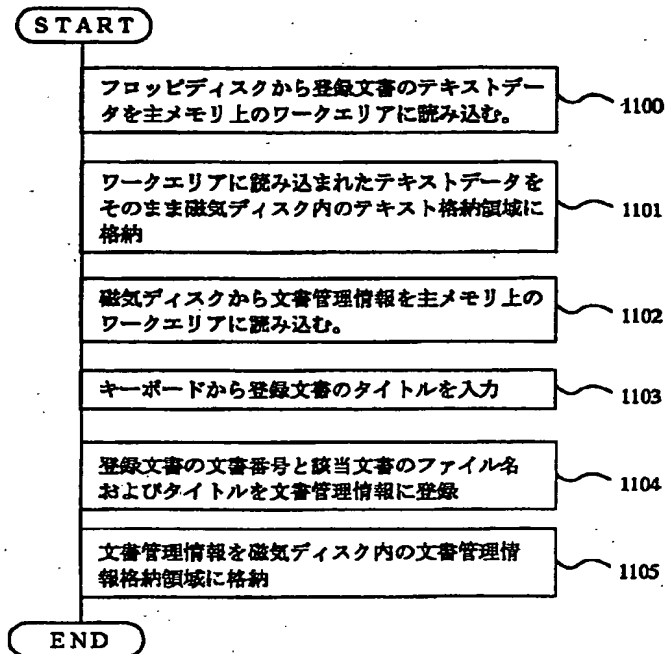 START
フロッピディスクから登録文書のテキストデー
タを主メモリ上のワークエリアに読み込む。
1100
ワークエリアに読み込まれたテキストデータを
そのまま磁気ディスク内のテキスト格納領域に
格納
1101
磁気ディスクから文書管理情報を主メモリ上の
ワークエリアに読み込む。
1102
キーボードから登録文書のタイトルを入力
1103
登録文書の文書番号と該当文書のファイル名
およびタイトルを文書管理情報に登録
1104
文書管理情報を磁気ディスク内の文書管理情
報格納領域に格納
1105
END